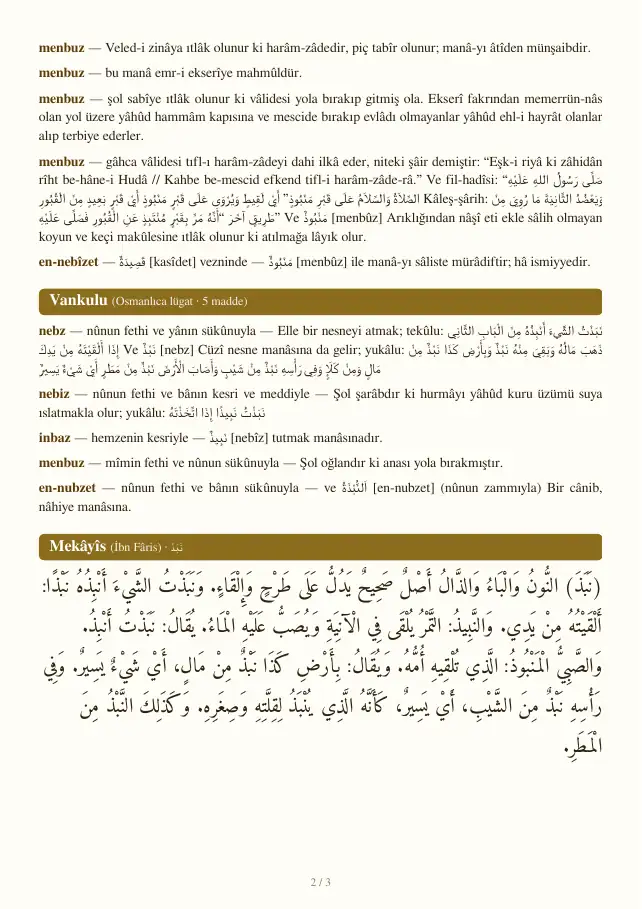 menbuz — Veled-i zinâya ıtlâk olunur ki harâm-zâdedir, piç tabîr olunur; manâ-yı âtîden münşaibdir.
menbuz — bu manâ emr-i ekserîye mahmûldür.
menbuz — şol sabîye ıtlâk olunur ki vâlidesi yola bırakıp gitmiş ola. Ekserî fakrından memerrün-nâs
olan yol üzere yâhûd hammâm kapısına ve mescide bırakıp evlâdı olmayanlar yâhûd ehl-i hayrât olanlar
alıp terbiye ederler.
menbuz — gâhca vâlidesi tıfl-ı harâm-zâdeyi dahi ilkâ eder, niteki şâir demiştir: “Eşk-i riyâ ki zâhidân
rîht be-hâne-i Hudâ // Kahbe be-mescid efkend tıfl-i harâm-zâde-râ.” Ve fil-hadîsi: “صَلَّى رَسُولُ اللهِ عَلَيْهِ
الصَّلاَةُ وَالسَّلاَمُ عَلَى قَبْرِ مَنْبُوذٍ” أَيْ لَقِيطٍ وَيُرْوَى عَلَى قَبْرٍ مَنْبُوذٍ أَيْ قَبْرٍ بَعِيدٍ مِنَ الْقُبُورِ Kâleş-şârih: وَيَعْضُدُ الثَّانِيَةَ مَا رُوِيَ مِنْ
طَرِيقٍ آخَرَ “أَنَّهُ مَرَّ بِقَبْرٍ مُنْتَبِذٍ عَنِ الْقُبُورِ فَصَلَّى عَلَيْهِ” Ve مَنْبُوذٌ [menbûz] Arıklığından nâşî eti ekle sâlih olmayan
koyun ve keçi makûlesine ıtlâk olunur ki atılmağa lâyık olur.
en-nebîzet — قَصِيدَةٌ [kasîdet] vezninde — مَنْبُوذٌ [menbûz] ile manâ-yı sâliste mürâdiftir; hâ ismiyyedir.
Vankulu (Osmanlıca lügat · 5 madde)
nebz — nûnun fethi ve yânın sükûnuyla — Elle bir nesneyi atmak; tekûlu: نَبَذْتُ الشَّيْءَ أَنْبِذُهُ مِنْ الْبَابِ الثَّانِي
إِذَا أَلْقَيْتَهُ مِنْ يَدِكَ Ve نَبْذٌ [nebz] Cüzî nesne manâsına da gelir; yukâlu: ذَهَبَ مَالُهُ وَبَقِيَ مِنْهُ نَبْذٌ وَبِأَرْضِ كَذَا نَبْذٌ مِنْ
مَالٍ وَمِنْ كَلَإٍ وَفِي رَأْسِهِ نَبْذٌ مِنْ شَيْبٍ وَأَصَابَ الْأَرْضَ نَبْذٌ مِنْ مَطَرٍ أَيْ شَيْءٌ يَسِيرٌ
nebiz — nûnun fethi ve bânın kesri ve meddiyle — Şol şarâbdır ki hurmâyı yâhûd kuru üzümü suya
ıslatmakla olur; yukâlu: نَبَذْتُ نَبِيذًا إِذَا اتَّخَذْتَهُ
inbaz — hemzenin kesriyle — نَبِيذٌ [nebîz] tutmak manâsınadır.
menbuz — mîmin fethi ve nûnun sükûnuyla — Şol oğlandır ki anası yola bırakmıştır.
en-nubzet — nûnun fethi ve bânın sükûnuyla — ve اَلنُّبْذَةُ [en-nubzet] (nûnun zammıyla) Bir cânib,
nâhiye manâsına.
Mekâyîs (İbn Fâris) · نَبَذَ
(نَبَذَ) النُّونُ وَالْبَاءُ وَالذَّالُ أَصْلٌ صَحِيحٌ يَدُلُّ عَلَى طَرْحٍ وَإِلْقَاءٍ. وَنَبَذْتُ الشَّيْءَ أَنْبِذُهُ نَبْذًا:
أَلْقَيْتُهُ مِنْ يَدِي. وَالنَّبِيذُ: التَّمْرُ يُلْقَى فِي الْآنِيَةِ وَيُصَبُّ عَلَيْهِ الْمَاءُ. يُقَالُ: نَبَذْتُ أَنْبِذُ.
وَالصَّبِيُّ الْمَنْبُوذُ: الَّذِي تُلْقِيهِ أُمُّهُ. وَيُقَالُ: بِأَرْضِ كَذَا نَبْذٌ مِنْ مَالٍ، أَيْ شَيْءٌ يَسِيرٌ. وَفِي
رَأْسِهِ نَبْذٌ مِنَ الشَّيْبِ، أَيْ يَسِيرٌ، كَأَنَّهُ الَّذِي يُنْبَذُ لِقِلَّتِهِ وَصِغَرِهِ. وَكَذَلِكَ النَّبْذُ مِنَ
الْمَطَرِ.
2 / 3